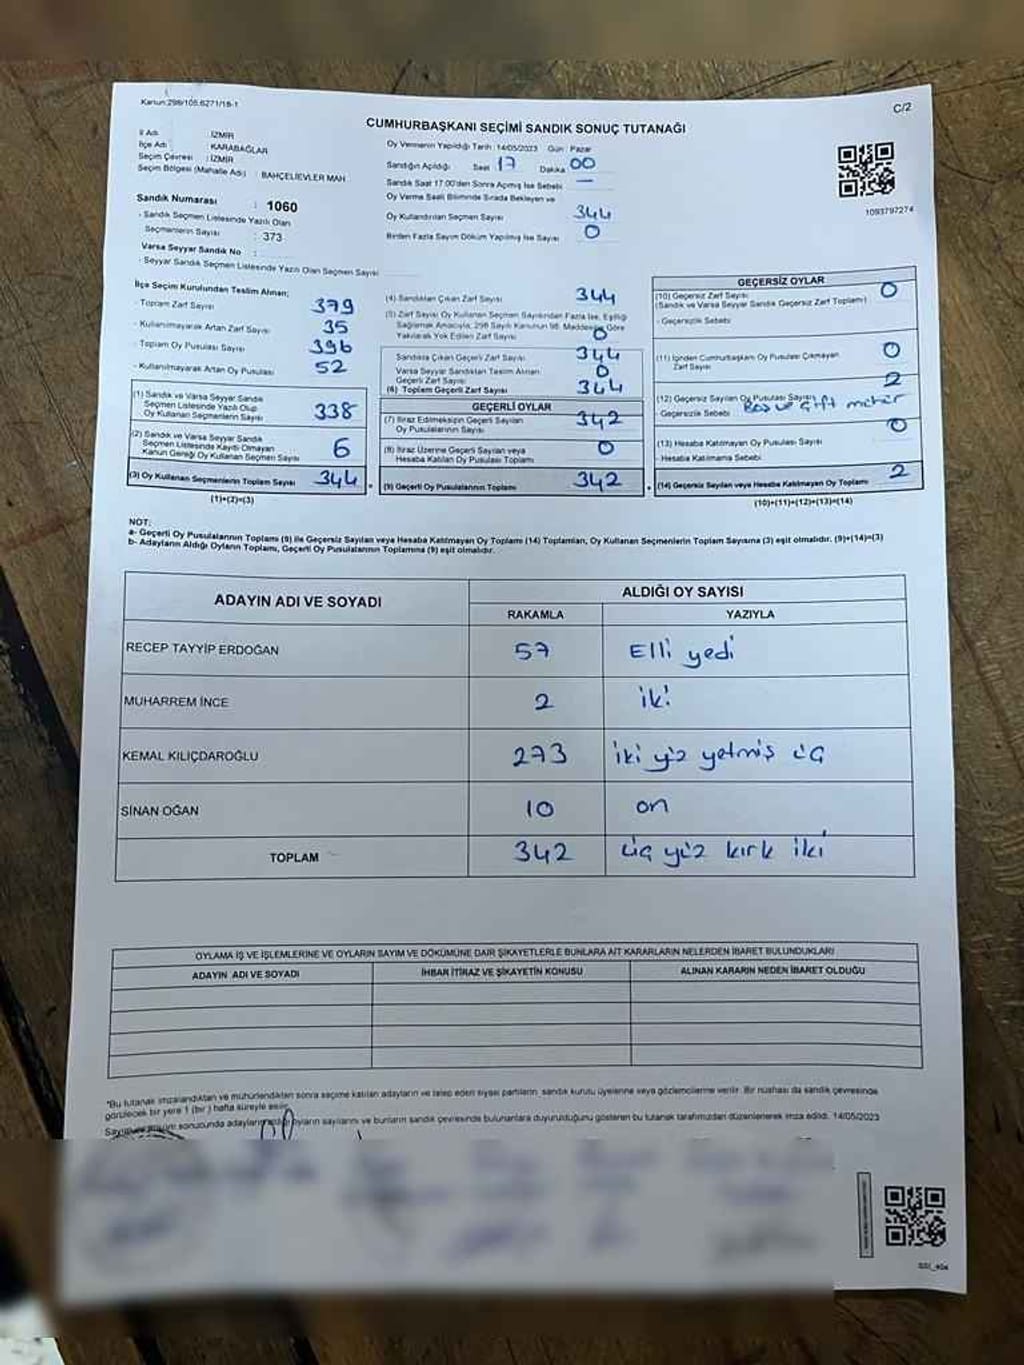 Kanun:298/105,6271/18-1
C/2
CUMHURBAŞKANI SEÇİMİ SANDIK SONUÇ TUTANAĞI
İl Adı : İZMİR
İlçe Adı : KARABAĞLAR
Seçim Çevresi : İZMİR
Seçim Bölgesi (Mahalle Adı) : BAHÇELİEVLER MAH.
Sandık Numarası : 1060
- Sandık Seçmen Listesinde Yazılı Olan
Seçmenlerin Sayısı : 373
Varsa Seyyar Sandık No :
- Seyyar Sandık Seçmen Listesinde Yazılı Olan Seçmen Sayısı
Oy Vermenin Yapıldığı Tarih :14/05/2023 Gün : Pazar
Sandığın Açıldığı Saat 17 Dakika 00
Sandık Saat 17.00'den Sonra Açılmış İse Sebebi —
Oy Verme Saati Bitiminde Sırada Bekleyen ve
Oy Kullandırılan Seçmen Sayısı 344
Birden Fazla Sayım Döküm Yapılmış İse Sayısı 0
1093797274
İlçe Seçim Kurulundan Teslim Alınan;
- Toplam Zarf Sayısı 379
- Kullanılmayarak Artan Zarf Sayısı 35
- Toplam Oy Pusulası Sayısı 396
- Kullanılmayarak Artan Oy Pusulası 52
(1) Sandık ve Varsa Seyyar Sandık
Seçmen Listesinde Yazılı Olup
Oy Kullanan Seçmenlerin Sayısı 338
(2) Sandık ve Varsa Seyyar Sandık
Seçmen Listesinde Kayıtlı Olmayan
Kanun Gereği Oy Kullanan Seçmen Sayısı 6
(3) Oy Kullanan Seçmenlerin Toplam Sayısı 344
(1)+(2)=(3)
(4) Sandıktan Çıkan Zarf Sayısı 344
(5) Zarf Sayısı Oy Kullanan Seçmen Sayısından Fazla İse, Eşitliği
Sağlamak Amacıyla, 298 Sayılı Kanunun 98. Maddesine Göre
Yakılarak Yok Edilen Zarf Sayısı 0
Sandıkta Çıkan Geçerli Zarf Sayısı 344
Varsa Seyyar Sandıktan Teslim Alınan
Geçerli Zarf Sayısı 0
(6) Toplam Geçerli Zarf Sayısı 344
GEÇERLİ OYLAR
(7) İtiraz Edilmeksizin Geçerli Sayılan
Oy Pusulalarının Sayısı 342
(8) İtiraz Üzerine Geçerli Sayılan veya
Hesaba Katılan Oy Pusulası Toplamı 0
(9) Geçerli Oy Pusulalarının Toplamı 342
GEÇERSİZ OYLAR
(10) Geçersiz Zarf Sayısı
(Sandık ve Varsa Seyyar Sandık Geçersiz Zarf Toplamı) 0
- Geçersizlik Sebebi
(11) İçinden Cumhurbaşkanı Oy Pusulası Çıkmayan
Zarf Sayısı 0
(12) Geçersiz Sayılan Oy Pusulası Sayısı 2
- Geçersizlik Sebebi Boş ve Çift mühür
(13) Hesaba Katılmayan Oy Pusulası Sayısı 0
- Hesaba Katılmama Sebebi
(14) Geçersiz Sayılan veya Hesaba Katılmayan Oy Toplamı 2
(10)+(11)+(12)+(13)=(14)
NOT:
a- Geçerli Oy Pusulalarının Toplamı (9) ile Geçersiz Sayılan veya Hesaba Katılmayan Oy Toplamı (14) Toplamları, Oy Kullanan Seçmenlerin Toplam Sayısına (3) eşit olmalıdır. (9)+(14)=(3)
b- Adayların Aldığı Oyların Toplamı, Geçerli Oy Pusulalarının Toplamına (9) eşit olmalıdır.
ADAYIN ADI VE SOYADI
ALDIĞI OY SAYISI
RAKAMLA YAZIYLA
RECEP TAYYİP ERDOĞAN 57 Elli yedi
MUHARREM İNCE 2 iki
KEMAL KILIÇDAROĞLU 273 iki yüz yetmiş üç
SİNAN OĞAN 10 on
TOPLAM 342 üç yüz kırk iki
OYLAMA İŞ VE İŞLEMLERİNE VE OYLARIN SAYIM VE DÖKÜMÜNE DAİR ŞİKAYETLERLE BUNLARA AİT KARARLARIN NELERDEN İBARET BULUNDUKLARI
ADAYIN ADI VE SOYADI İHBAR İTİRAZ VE ŞİKAYETİN KONUSU ALINAN KARARIN NEDEN İBARET OLDUĞU
*Bu tutanak imzalandıktan ve mühürlendikten sonra seçime katılan adayların ve talep eden siyasi partilerin sandık kurulu üyelerine veya gözlemcilerine verilir. Bir nüshası da sandık çevresinde
görülecek bir yere 1 (bir) hafta süreyle asılır.
Sayım sonucunda adayların aldığı oyların sayılarını ve bunların sandık çevresinde bulunanlara duyurulduğunu gösteren bu tutanak tarafımızdan düzenlenerek imza edildi. 14/05/2023